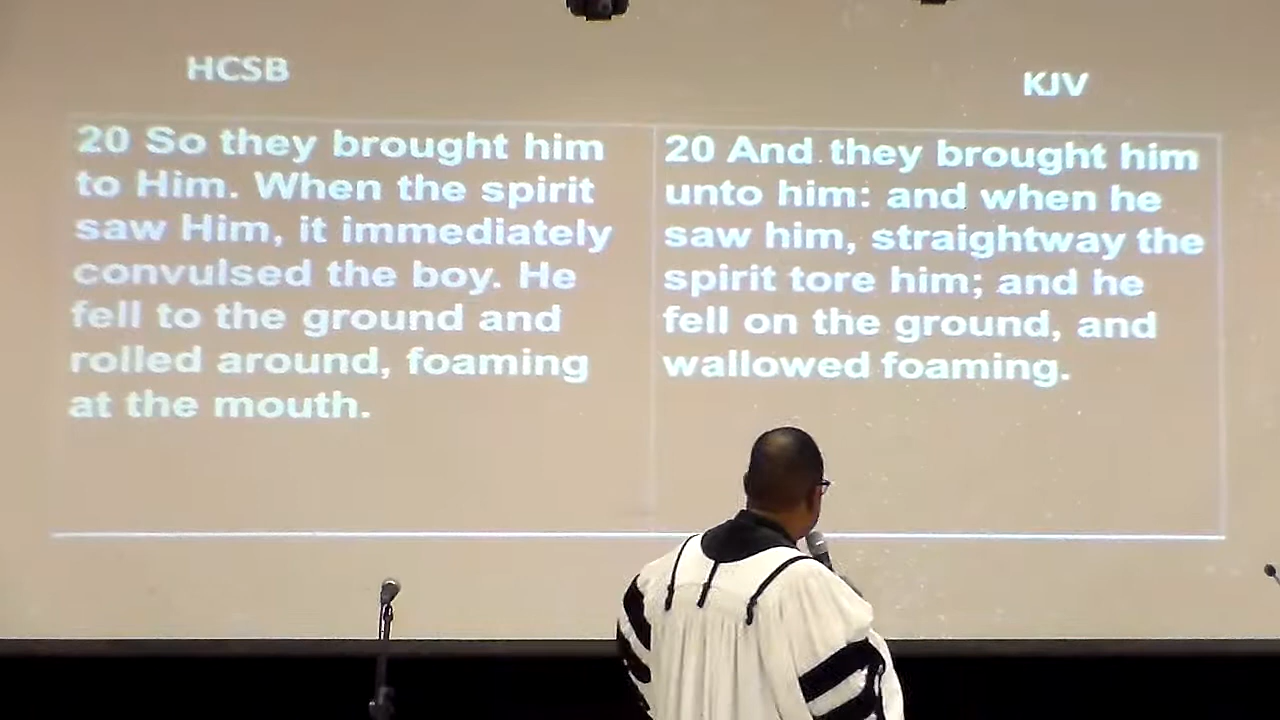 HCSB
20 So they brought him
to Him. When the spirit
saw Him, it immediately
convulsed the boy. He
fell to the ground and
rolled around, foaming
at the mouth.
KJV
20 And they brought him
unto him: and when he
saw him, straightway the
spirit tore him; and he
fell on the ground, and
wallowed foaming.